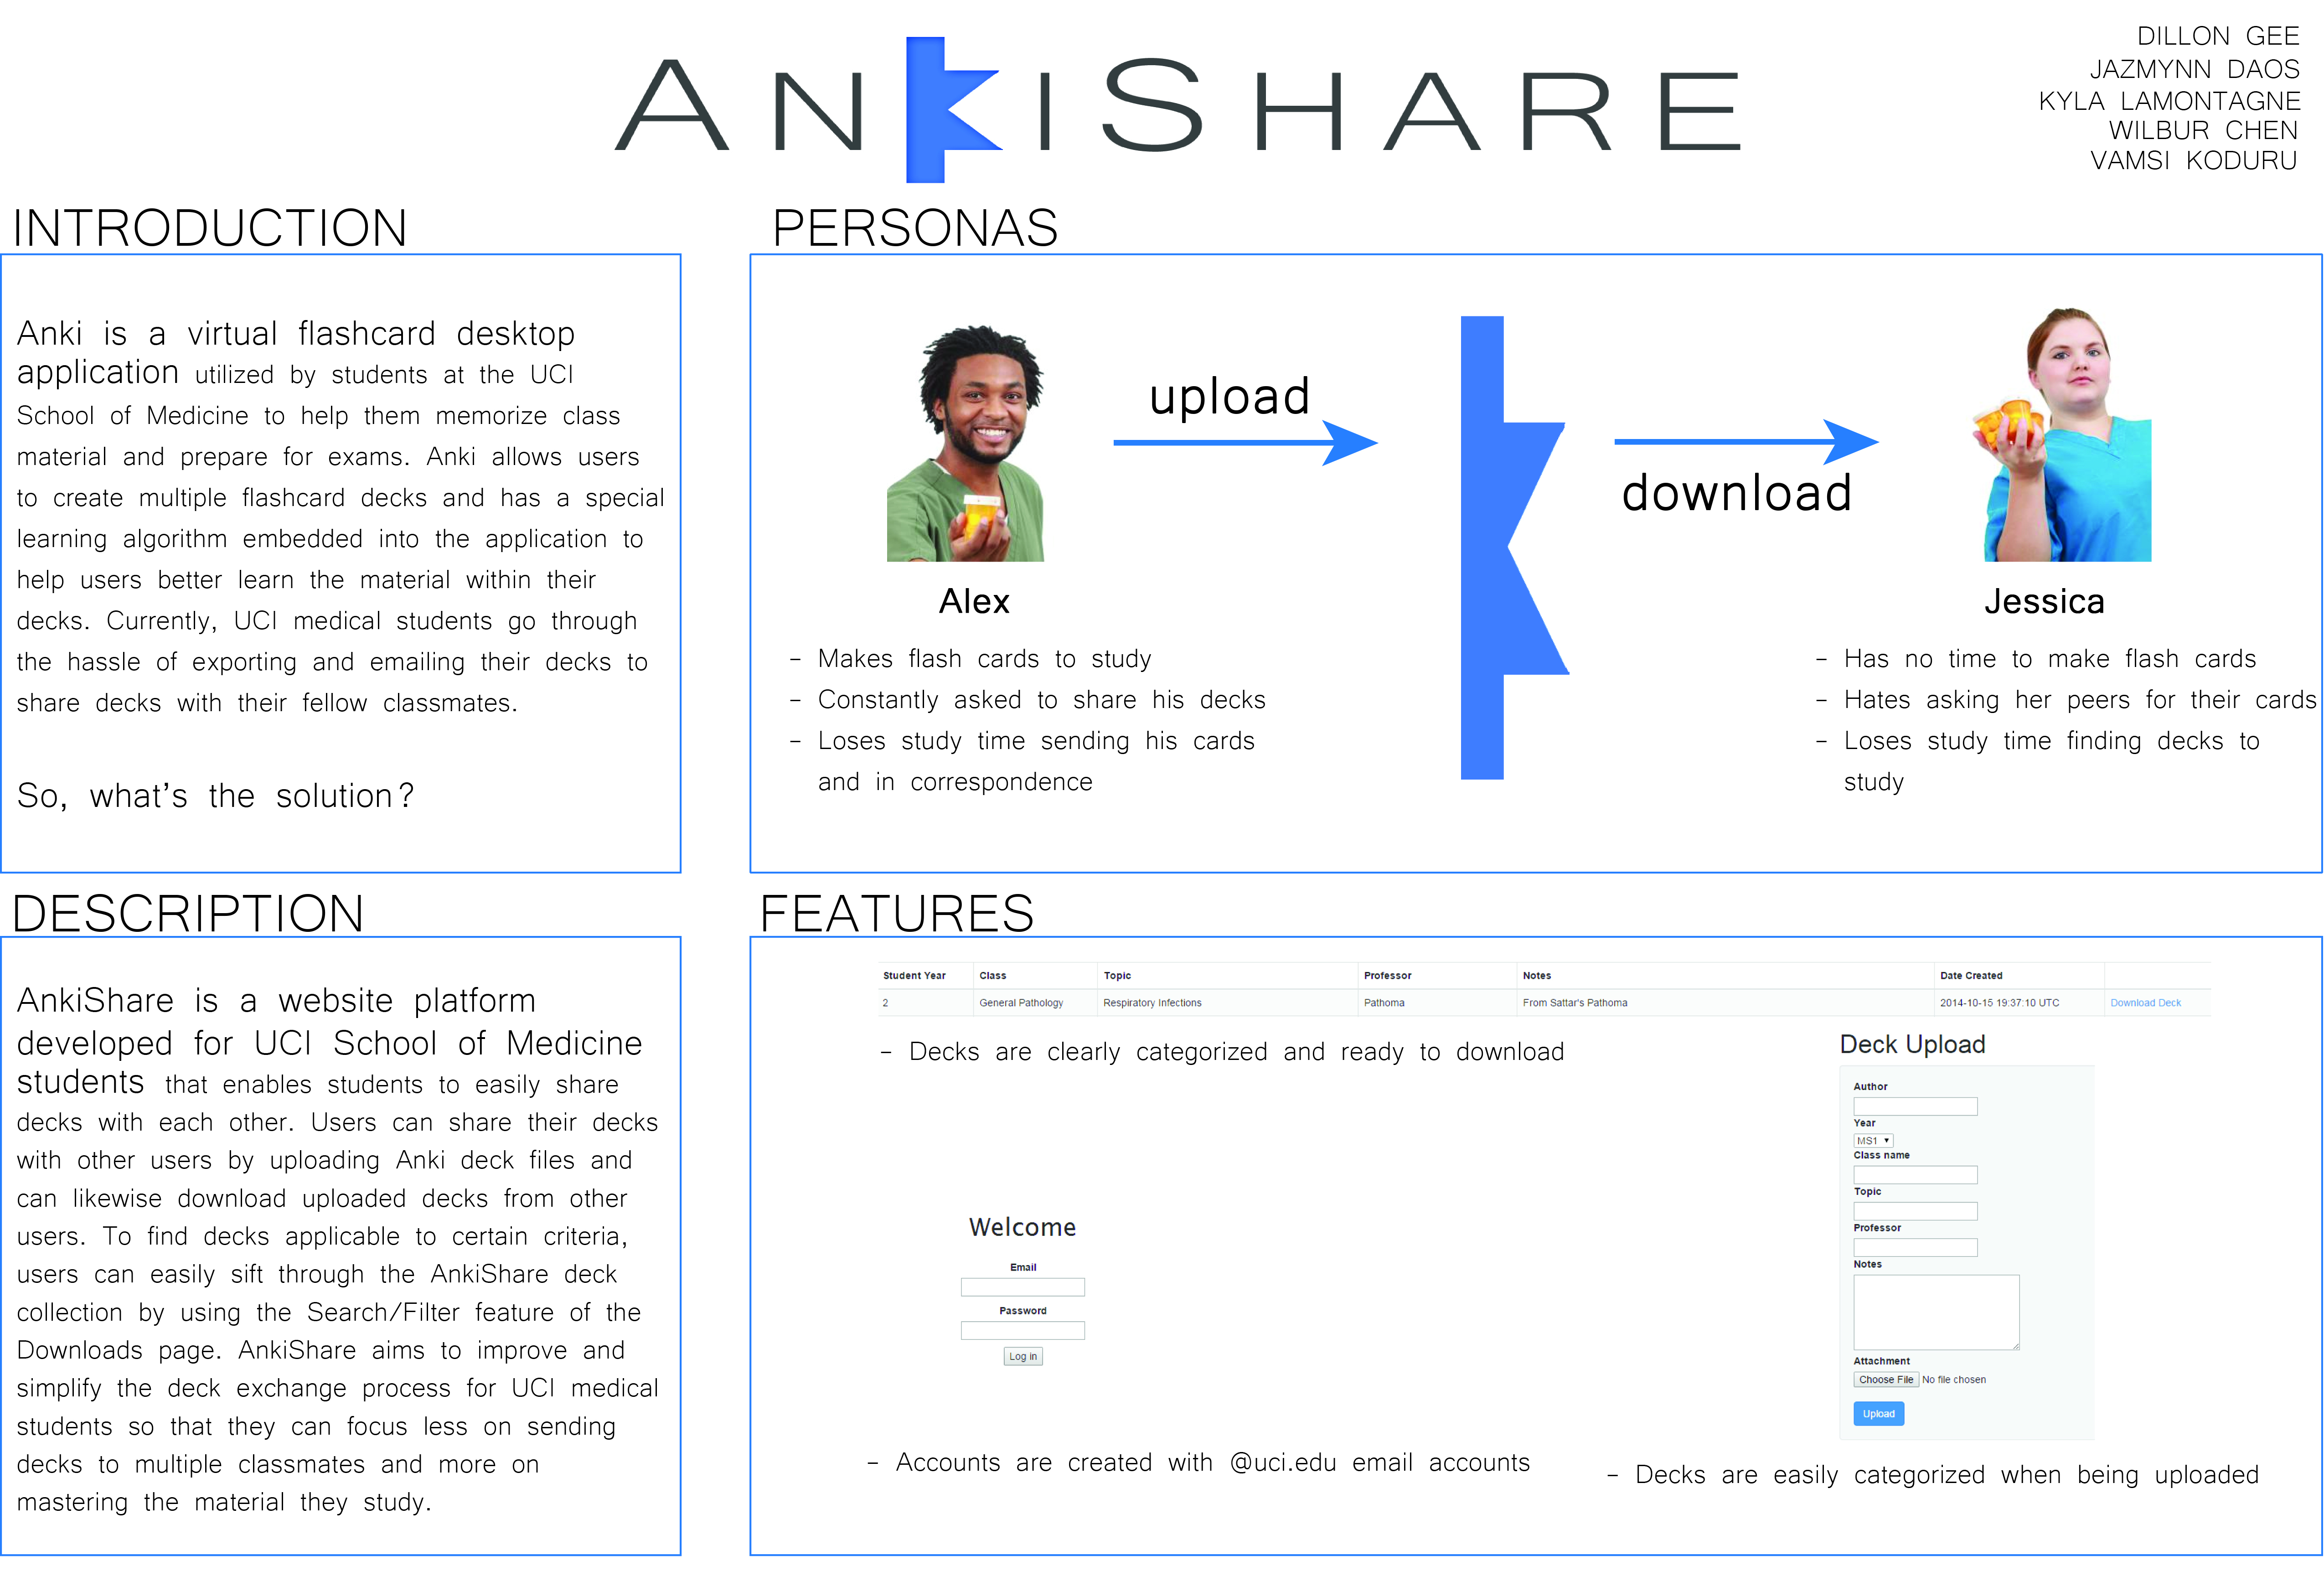 ANKISHARE
DILLON GEE
JAZMYNN DAOS
KYLA LAMONTAGNE
WILBUR CHEN
VAMSI KODURU
INTRODUCTION
Anki is a virtual flashcard desktop
application utilized by students at the UCI
School of Medicine to help them memorize class
material and prepare for exams. Anki allows users
to create multiple flashcard decks and has a special
learning algorithm embedded into the application to
help users better learn the material within their
decks. Currently, UCI medical students go through
the hassle of exporting and emailing their decks to
share decks with their fellow classmates.
So, what's the solution?
PERSONAS
upload
download
Alex
- Makes flash cards to study
- Constantly asked to share his decks
- Loses study time sending his cards
and in correspondence
Jessica
- Has no time to make flash cards
- Hates asking her peers for their cards
- Loses study time finding decks to
study
DESCRIPTION
AnkiShare is a website platform
developed for UCI School of Medicine
students that enables students to easily share
decks with each other. Users can share their decks
with other users by uploading Anki deck files and
can likewise download uploaded decks from other
users. To find decks applicable to certain criteria,
users can easily sift through the AnkiShare deck
collection by using the Search/Filter feature of the
Downloads page. AnkiShare aims to improve and
simplify the deck exchange process for UCI medical
students so that they can focus less on sending
decks to multiple classmates and more on
mastering the material they study.
FEATURES
Student Year Class Topic Professor Notes Date Created
2 General Pathology Respiratory Infections Pathoma From Sattar's Pathoma 2014-10-15 19:37:10 UTC Download Deck
- Decks are clearly categorized and ready to download
Welcome
Email
Password
Log in
- Accounts are created with @uci.edu email accounts
Deck Upload
Author
Year
MS1
Class name
Topic
Professor
Notes
Attachment
Choose File No file chosen
Upload
- Decks are easily categorized when being uploaded